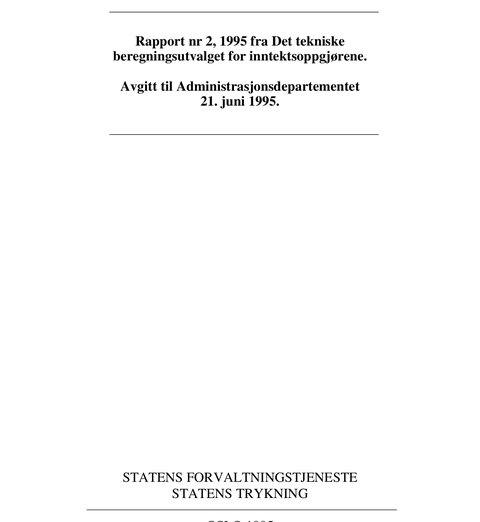 Rapport nr 2, 1995 fra Det tekniske
beregningsutvalget for inntektsoppgjørene.
Avgitt til Administrasjonsdepartementet
21. juni 1995.
STATENS FORVALTNINGSTJENESTE
STATENS TRYKNING